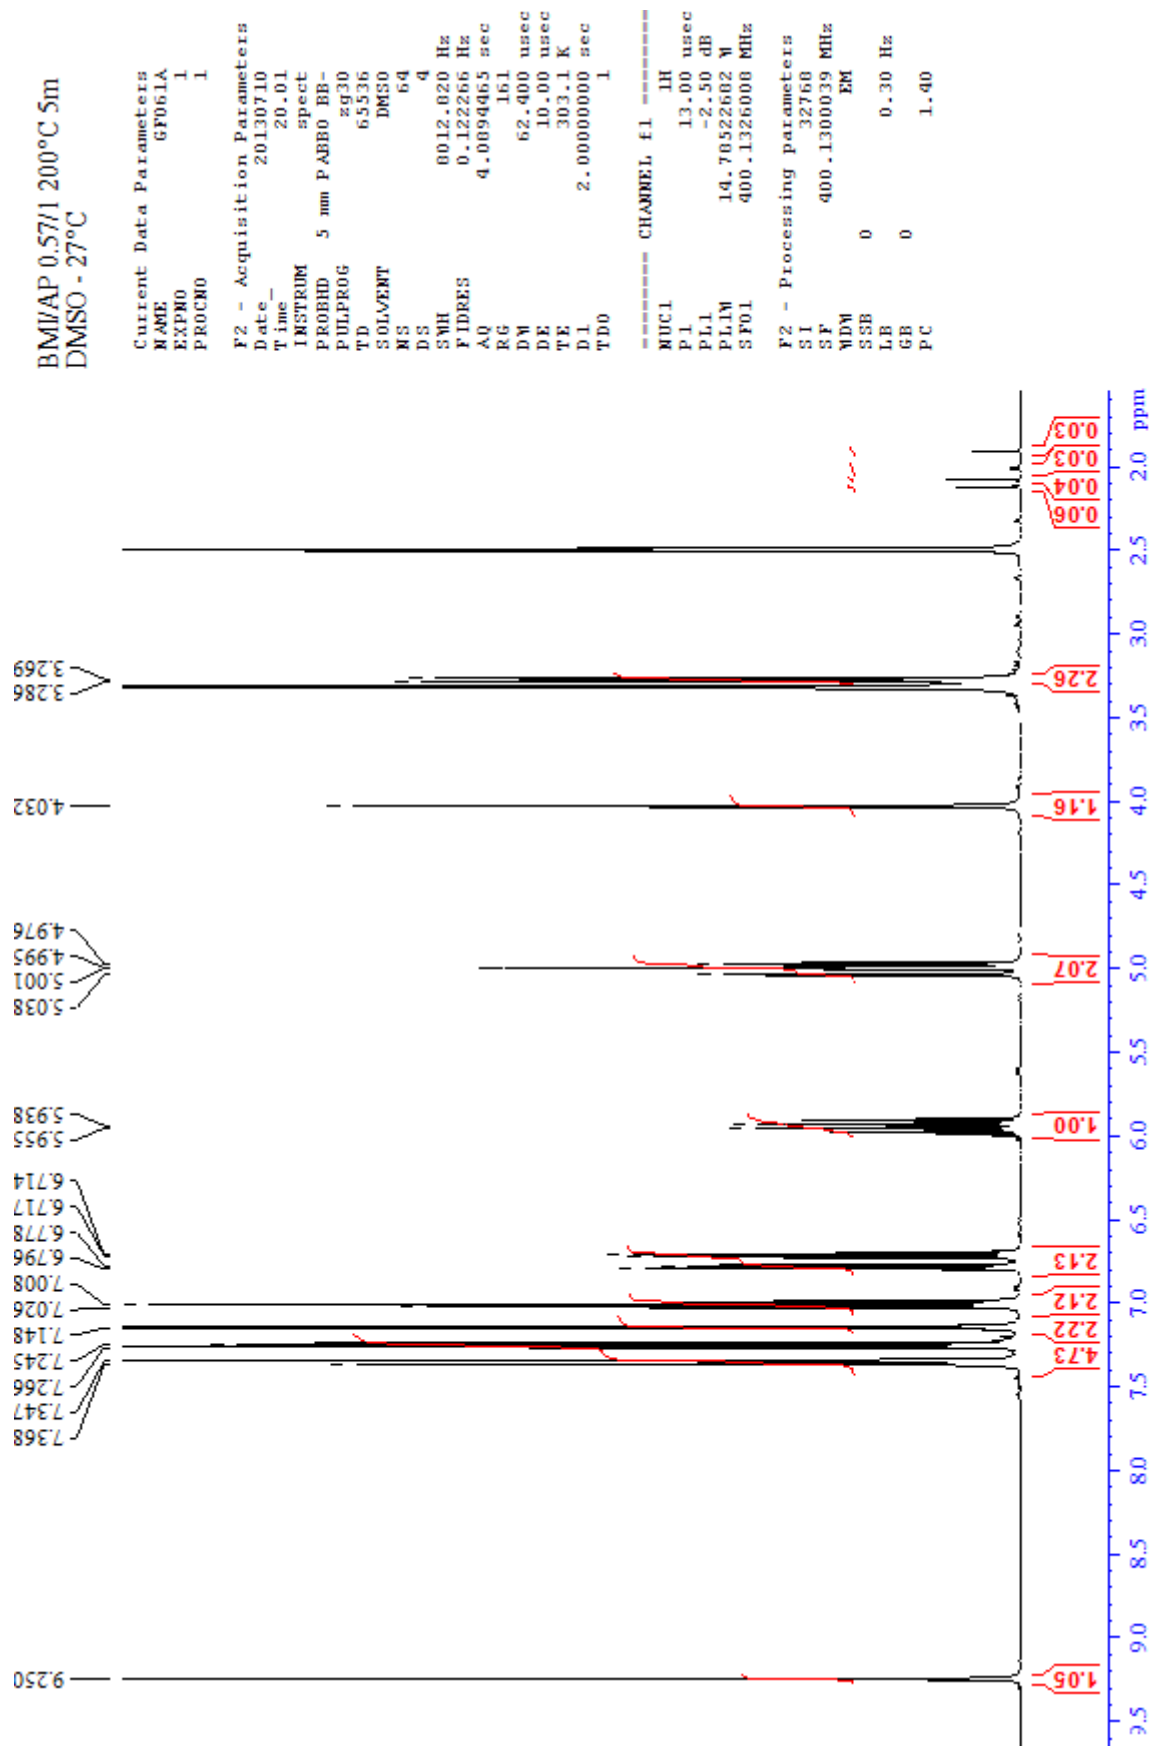 BMI/AP 0.57/1 200°C 5m
DMSO - 27°C
Current Data Parameters
NAME GF061A
EXPNO 1
PROCNO 1
F2 - Acquisition Parameters
Date_ 20130710
Time 20.01
INSTRUM spect
PROBHD 5 mm PABBO BB-
PULPROG zg30
TD 65536
SOLVENT DMSO
NS 64
DS 4
SWH 8012.820 Hz
FIDRES 0.122266 Hz
AQ 4.0894465 sec
RG 161
DW 62.400 usec
DE 10.00 usec
TE 303.1 K
D1 2.00000000 sec
TD0 1
======== CHANNEL f1 ========
NUC1 1H
P1 13.00 usec
PL1 -2.50 dB
PL1W 14.78522682 W
SFO1 400.1326008 MHz
F2 - Processing parameters
SI 32768
SF 400.1300039 MHz
WDW EM
SSB 0
LB 0.30 Hz
GB 0
PC 1.40
9.250
7.368
7.347
7.266
7.245
7.148
7.026
7.008
6.796
6.778
6.717
6.714
5.955
5.938
5.038
5.001
4.995
4.976
4.032
3.286
3.269
9.5 9.0 8.5 8.0 7.5 7.0 6.5 6.0 5.5 5.0 4.5 4.0 3.5 3.0 2.5 2.0 ppm
1.05
4.73
2.22
2.12
2.13
1.00
2.07
1.16
2.26
0.06
0.04
0.03
0.03